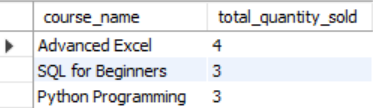 course_name total_quantity_sold
Advanced Excel 4
SQL for Beginners 3
Python Programming 3